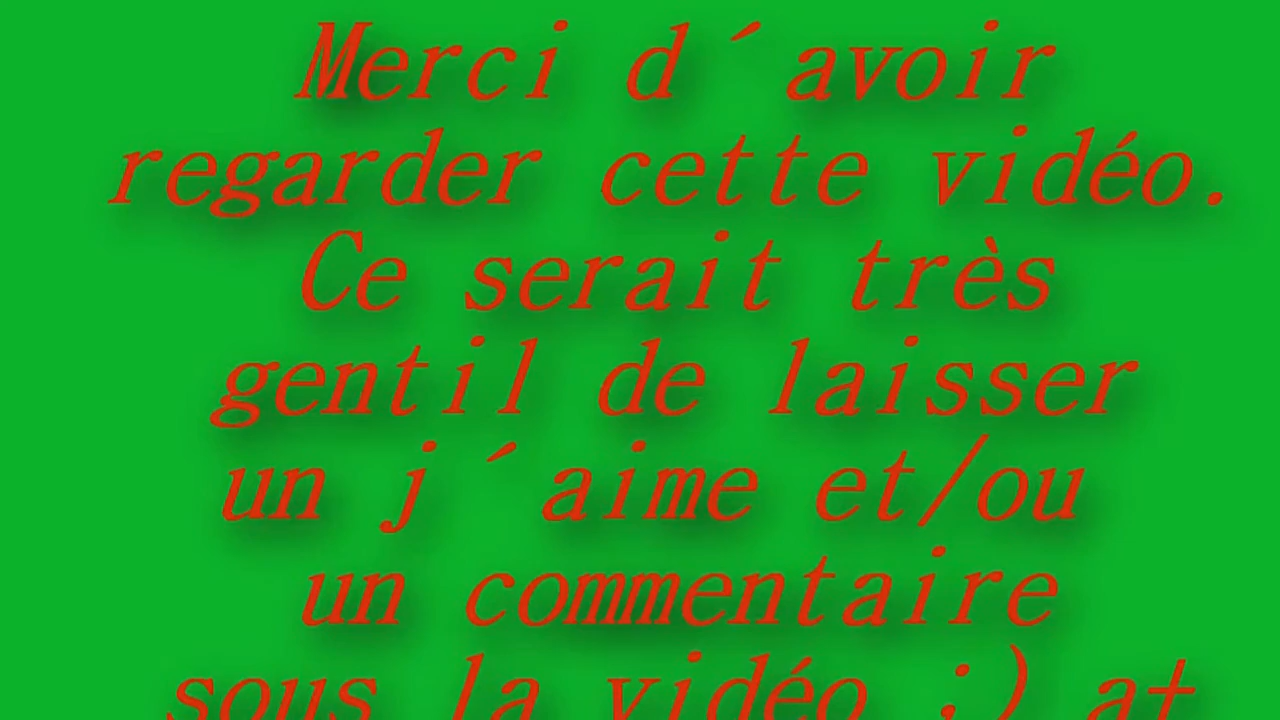 Merci d´avoir
regarder cette vidéo.
Ce serait très
gentil de laisser
un j´aime et/ou
un commentaire
sous la vidéo ;) a+